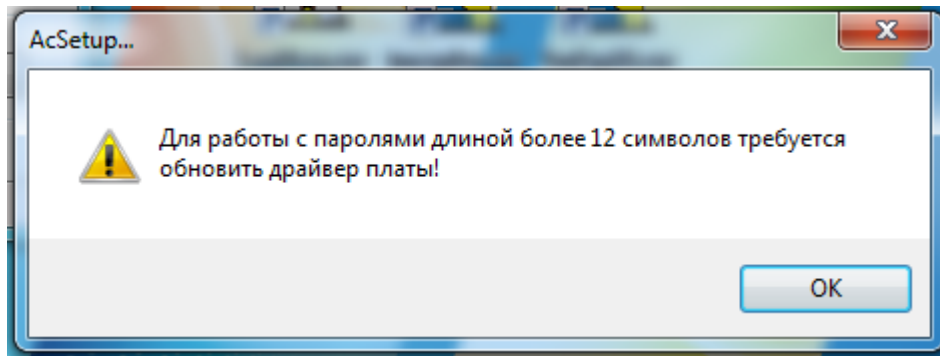 AcSetup...
Для работы с паролями длиной более 12 символов требуется
обновить драйвер платы!
OK